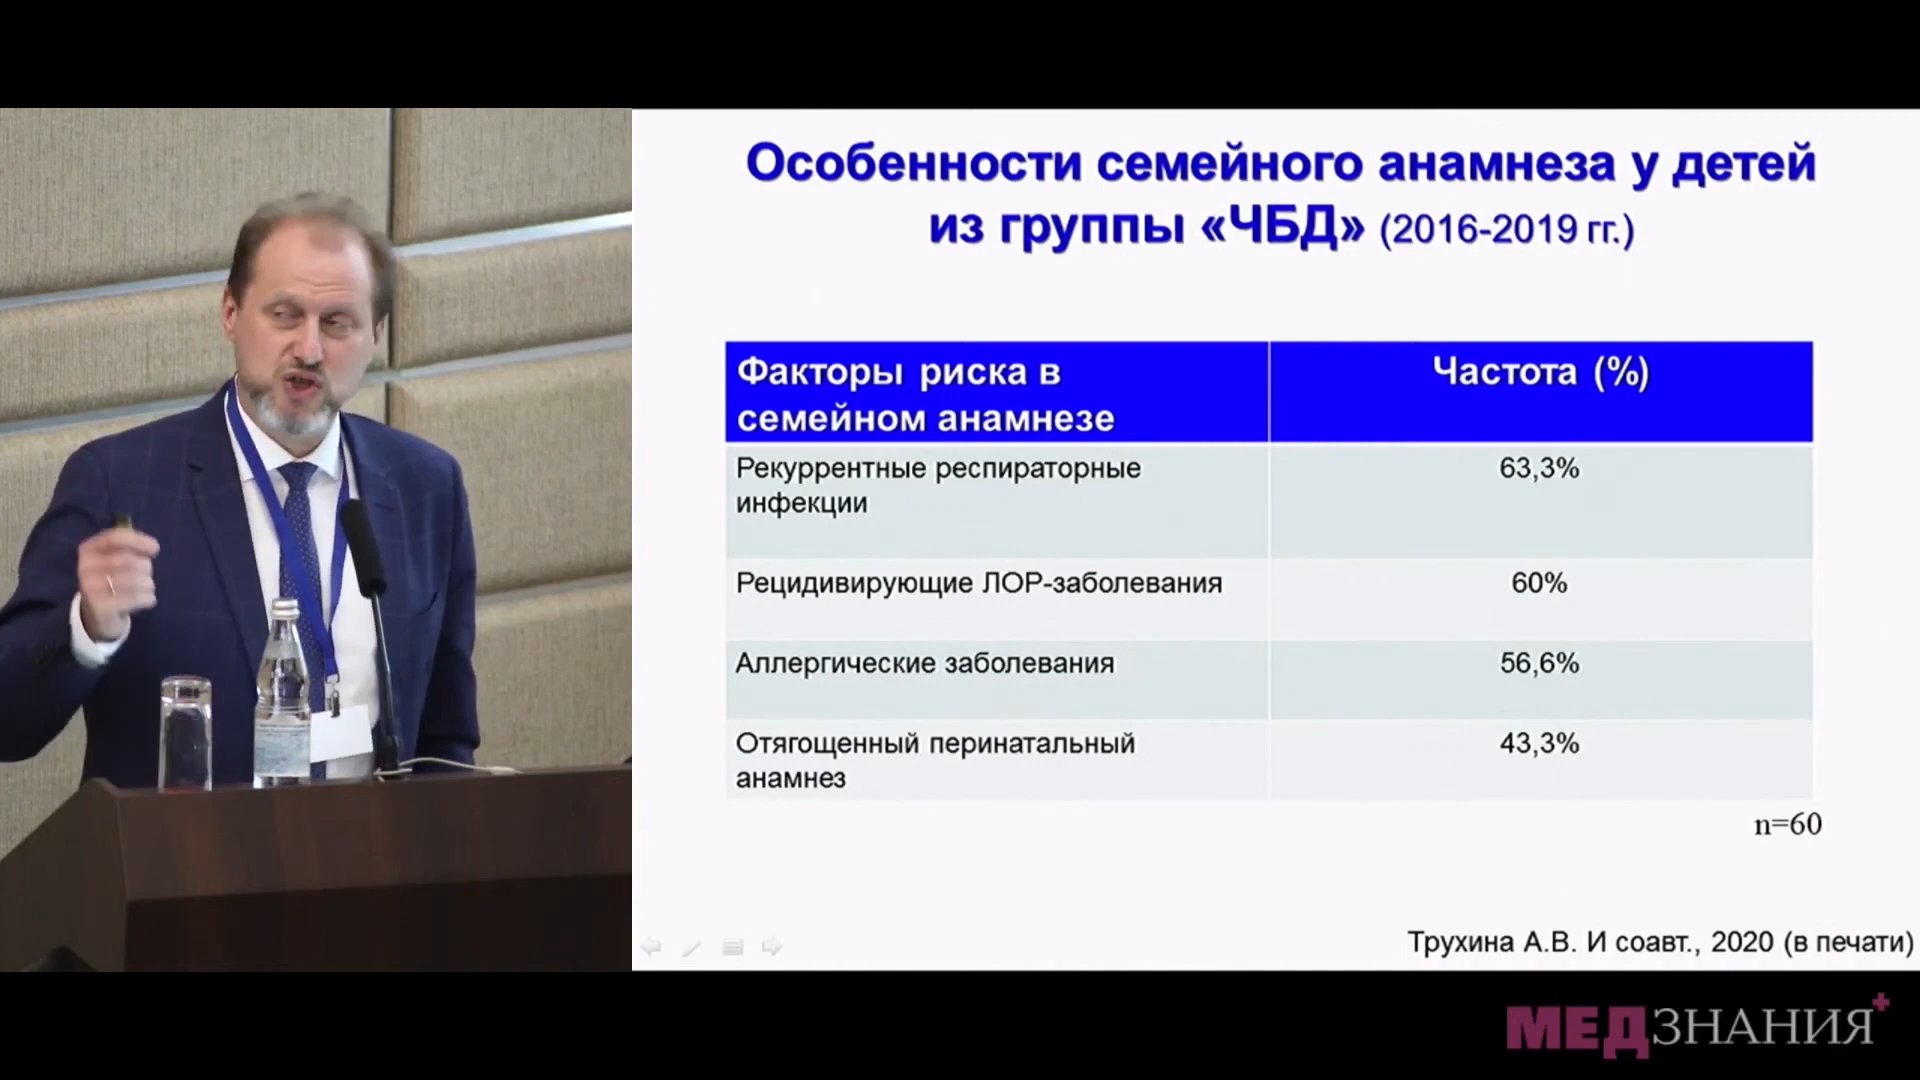 Особенности семейного анамнеза у детей
из группы «ЧБД» (2016-2019 гг.)
Факторы риска в
семейном анамнезе
Частота (%)
Рекуррентные респираторные
инфекции
63,3%
Рецидивирующие ЛОР-заболевания
60%
Аллергические заболевания
56,6%
Отягощенный перинатальный
анамнез
43,3%
n=60
Трухина А.В. И соавт., 2020 (в печати)
МЕДЗНАНИЯ+